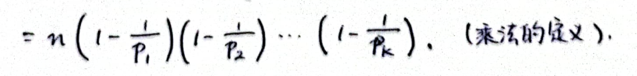 = n(1 - 1/p₁)(1 - 1/p₂) ⋯ (1 - 1/pₖ). (乘法的定义).